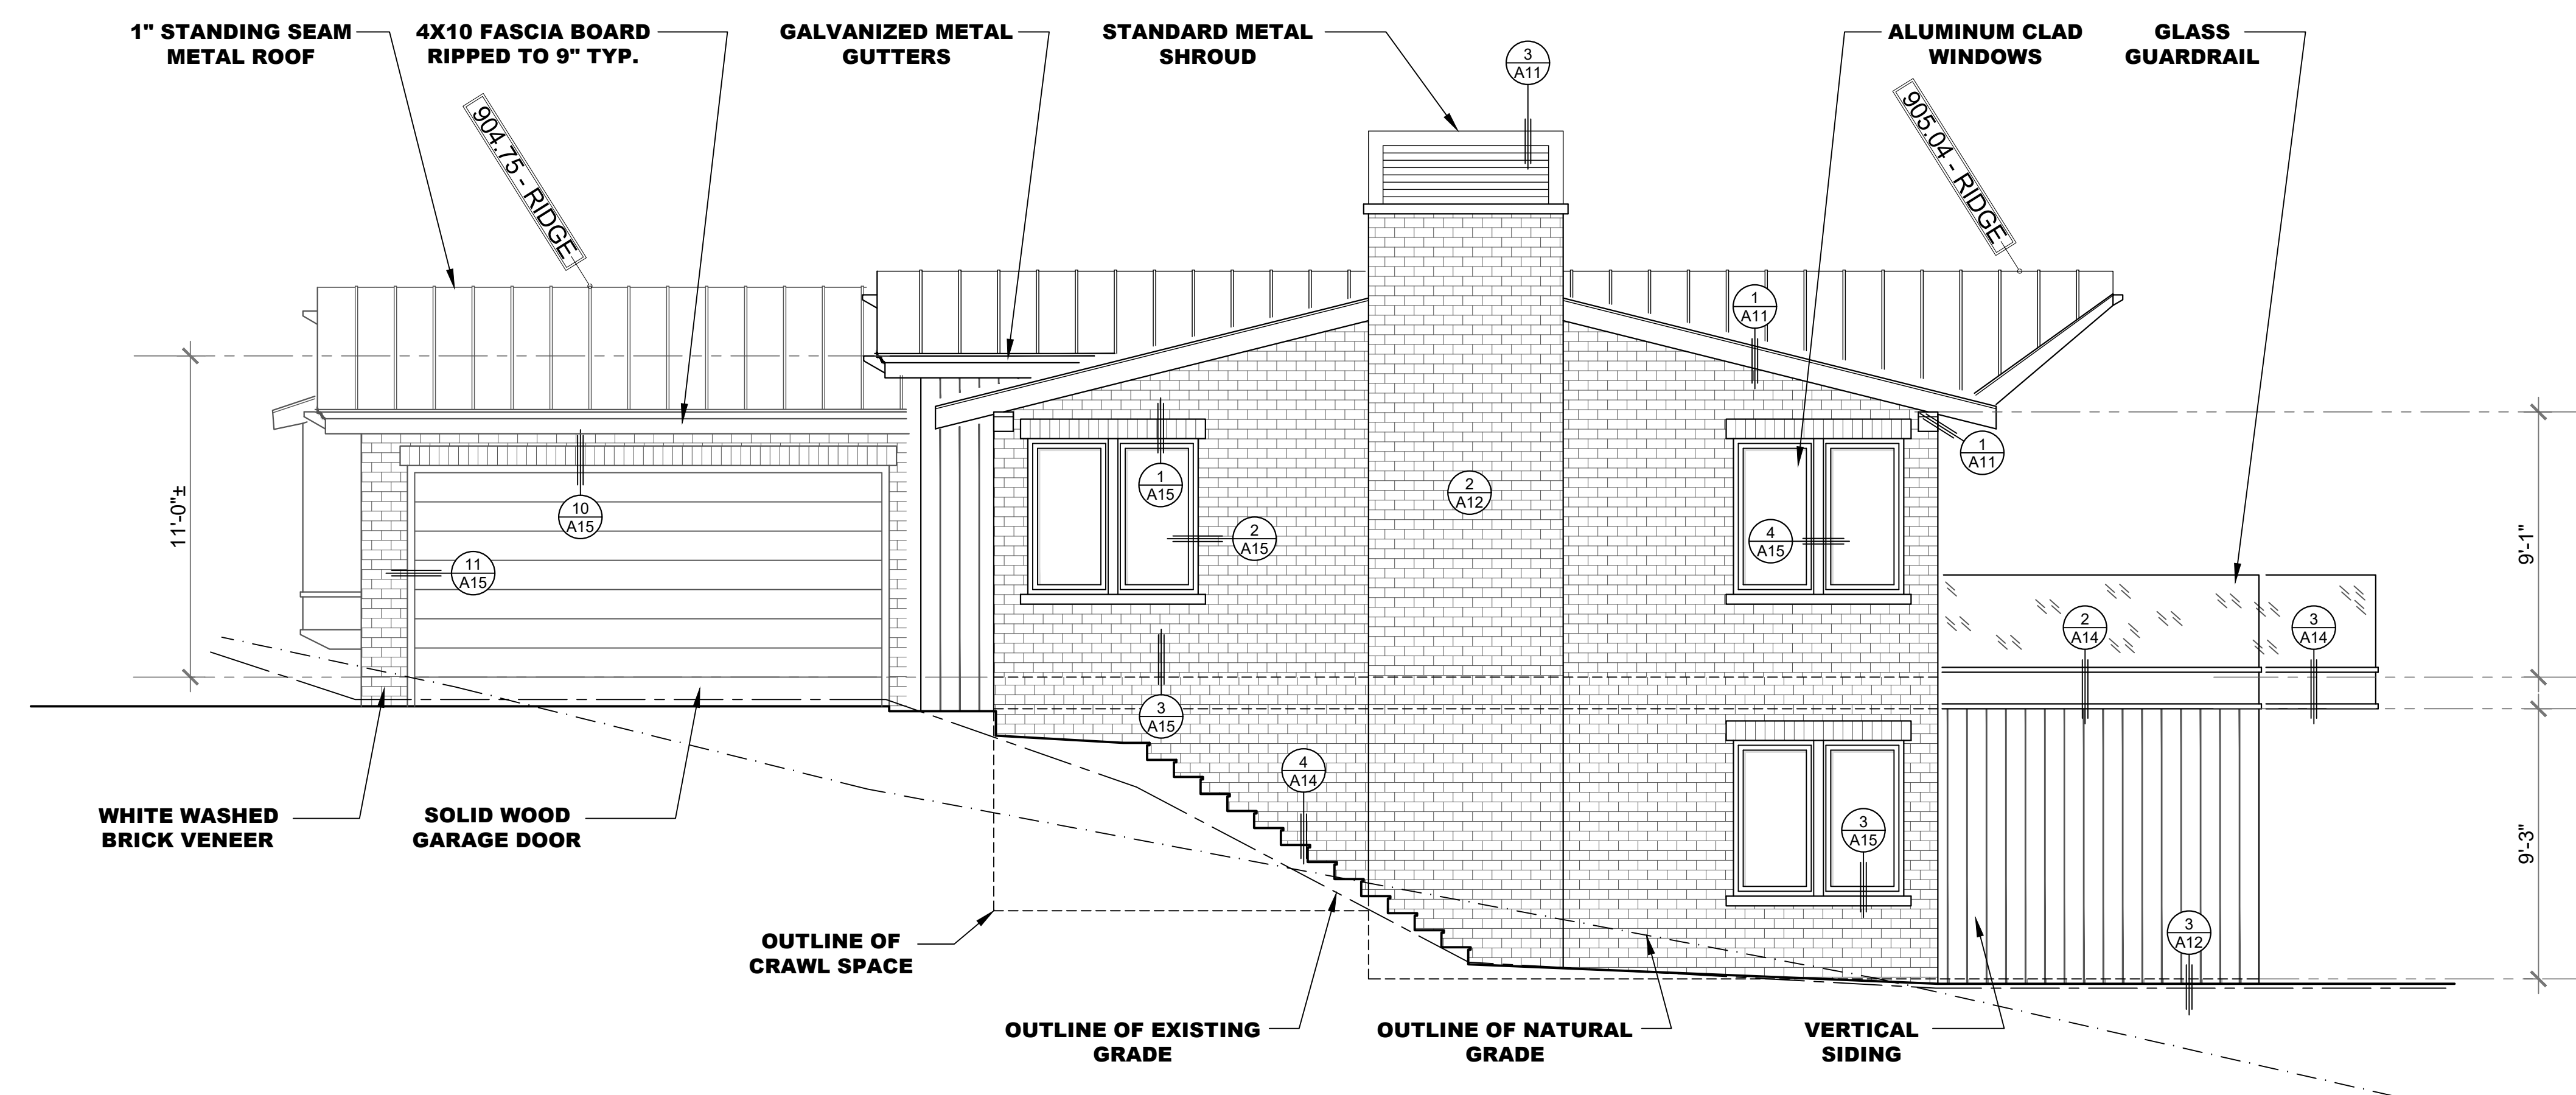 1" STANDING SEAM
METAL ROOF
4X10 FASCIA BOARD
RIPPED TO 9" TYP.
GALVANIZED METAL
GUTTERS
STANDARD METAL
SHROUD
3
A11
ALUMINUM CLAD
WINDOWS
GLASS
GUARDRAIL
904.75 - RIDGE
905.04 - RIDGE
1
A11
1
A11
11'-0"±
10
A15
11
A15
1
A15
2
A15
2
A12
4
A15
9'-1"
2
A14
3
A14
3
A15
4
A14
3
A15
9'-3"
3
A12
WHITE WASHED
BRICK VENEER
SOLID WOOD
GARAGE DOOR
OUTLINE OF
CRAWL SPACE
OUTLINE OF EXISTING
GRADE
OUTLINE OF NATURAL
GRADE
VERTICAL
SIDING